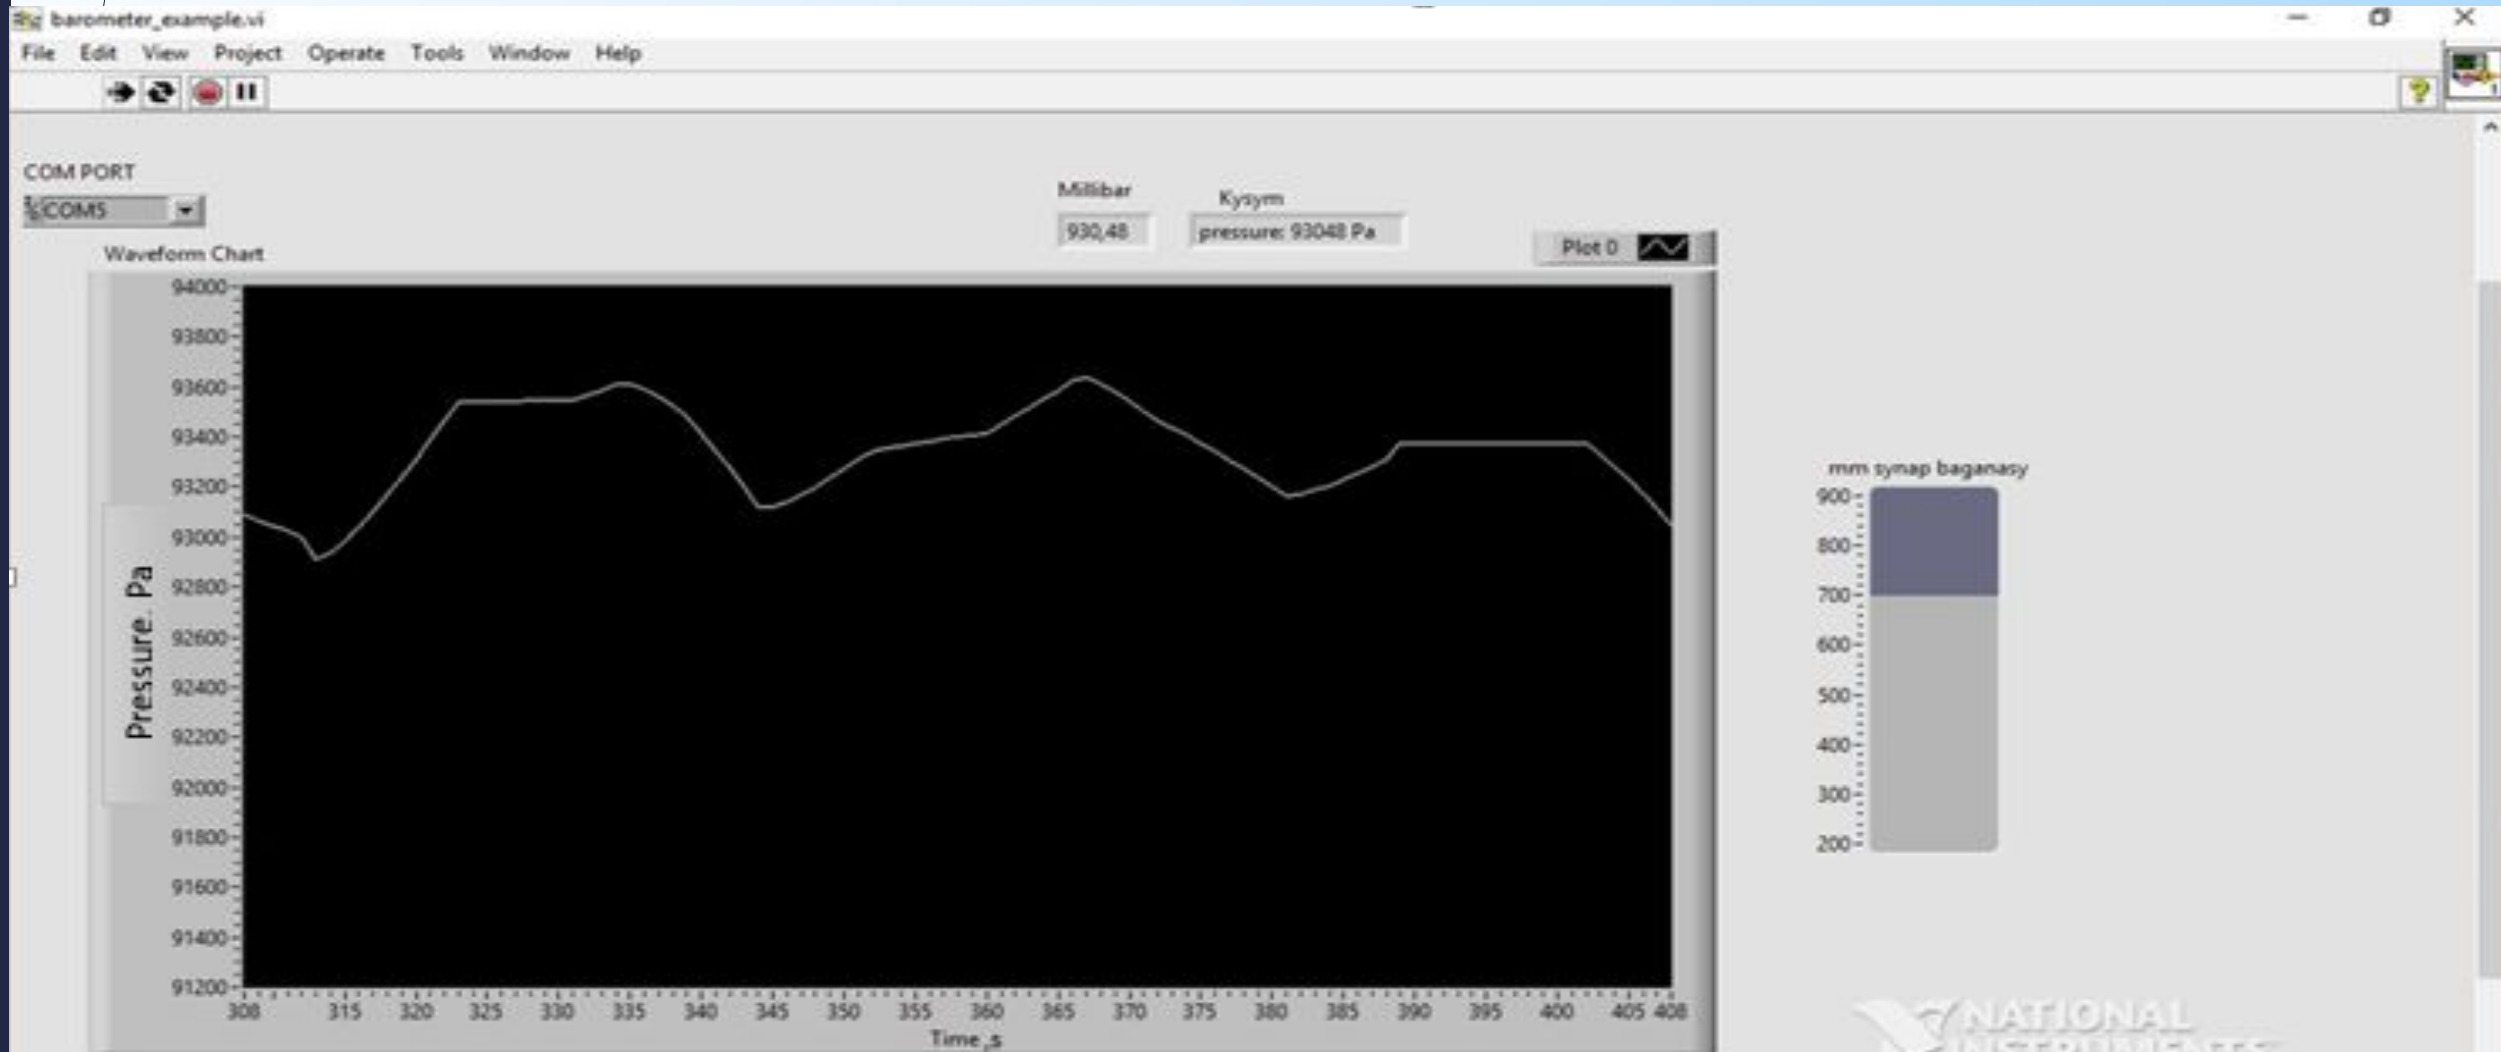 barometer_example.vi
File Edit View Project Operate Tools Window Help
COM PORT
COM5
Millibar
930,48
Kysym
pressure: 93048 Pa
Plot 0
Waveform Chart
94000
93800
93600
93400
93200
93000
92800
92600
92400
92200
92000
91800
91600
91400
91200
Pressure. Pa
308 315 320 325 330 335 340 345 350 355 360 365 370 375 380 385 390 395 400 405 408
Time ,s
mm synap baganasy
900
800
700
600
500
400
300
200
NATIONAL
INSTRUMENTS